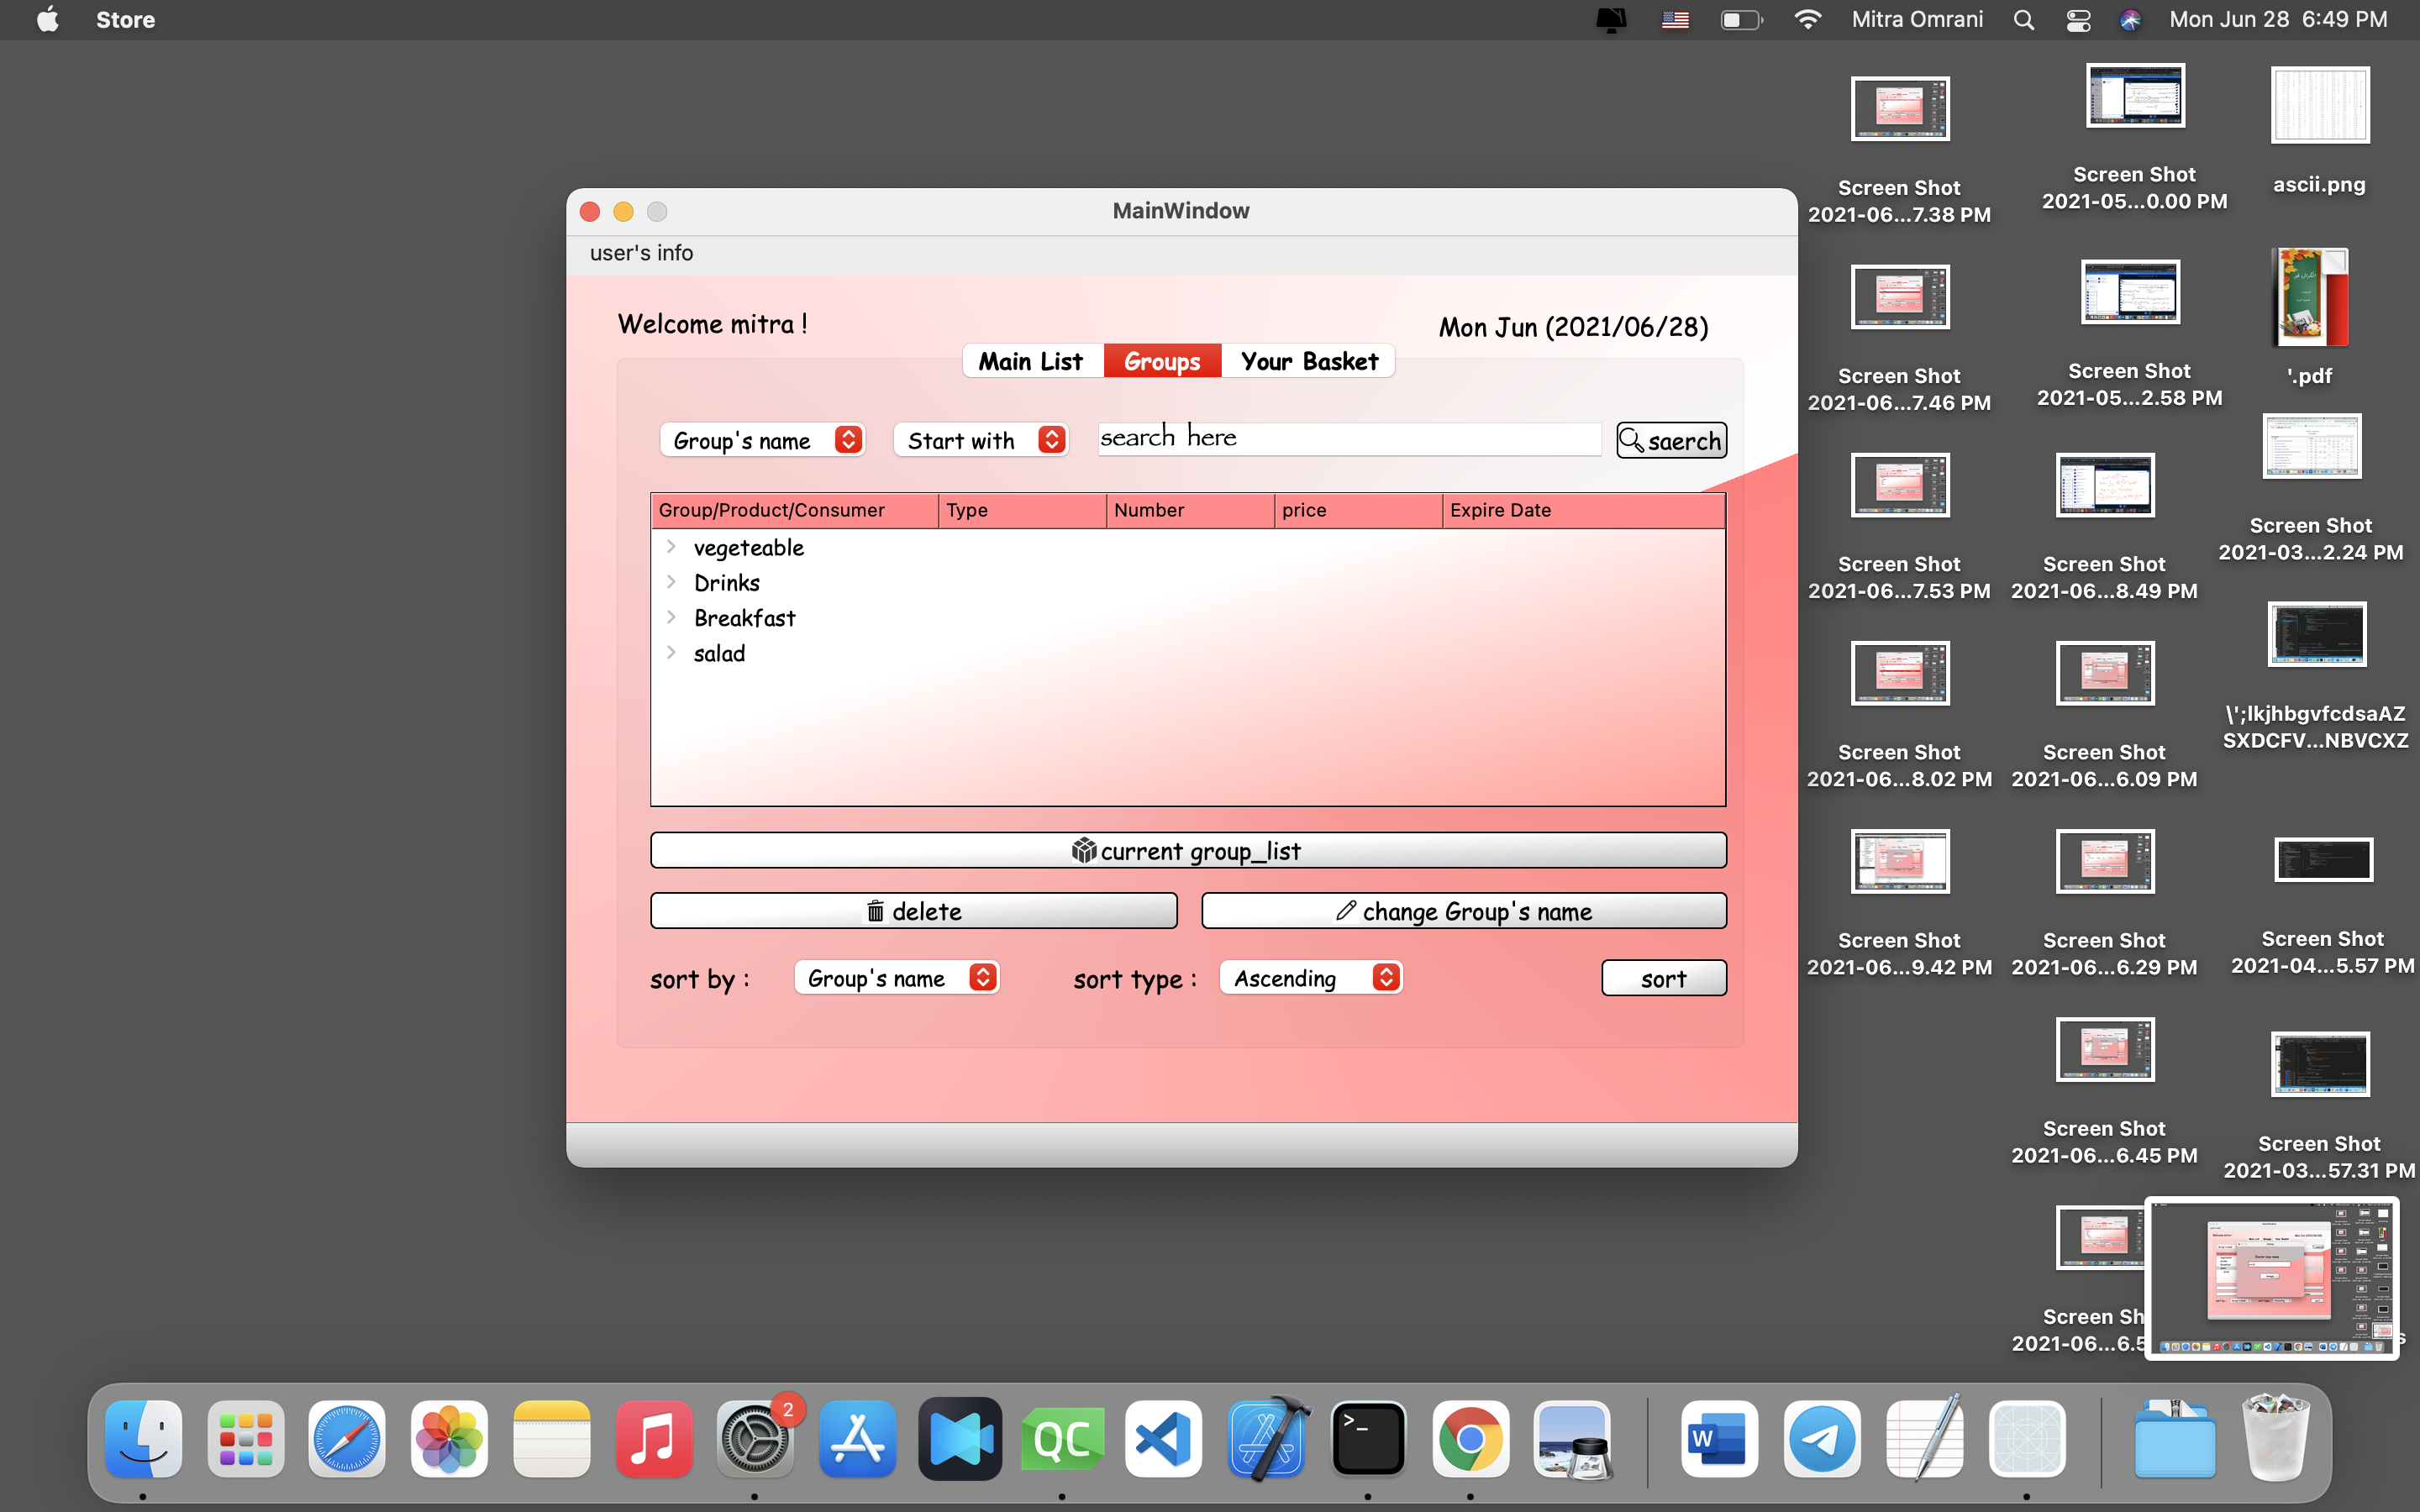 Store
Mitra Omrani
Mon Jun 28 6:49 PM
MainWindow
user's info
Welcome mitra !
Mon Jun (2021/06/28)
Main List
Groups
Your Basket
Group's name
Start with
search here
saerch
Group/Product/Consumer
Type
Number
price
Expire Date
vegeteable
Drinks
Breakfast
salad
current group_list
delete
change Group's name
sort by :
Group's name
sort type :
Ascending
sort
Screen Shot
2021-06...7.38 PM
Screen Shot
2021-05...0.00 PM
ascii.png
Screen Shot
2021-06...7.46 PM
Screen Shot
2021-05...2.58 PM
'.pdf
Screen Shot
2021-06...7.53 PM
Screen Shot
2021-06...8.49 PM
Screen Shot
2021-03...2.24 PM
Screen Shot
2021-06...8.02 PM
Screen Shot
2021-06...6.09 PM
\';lkjhbgvfcdsaAZ
SXDCFV...NBVCXZ
Screen Shot
2021-06...9.42 PM
Screen Shot
2021-06...6.29 PM
Screen Shot
2021-04...5.57 PM
Screen Shot
2021-06...6.45 PM
Screen Shot
2021-03...57.31 PM
Screen Sh
2021-06...6.5
2
QC
>_
W